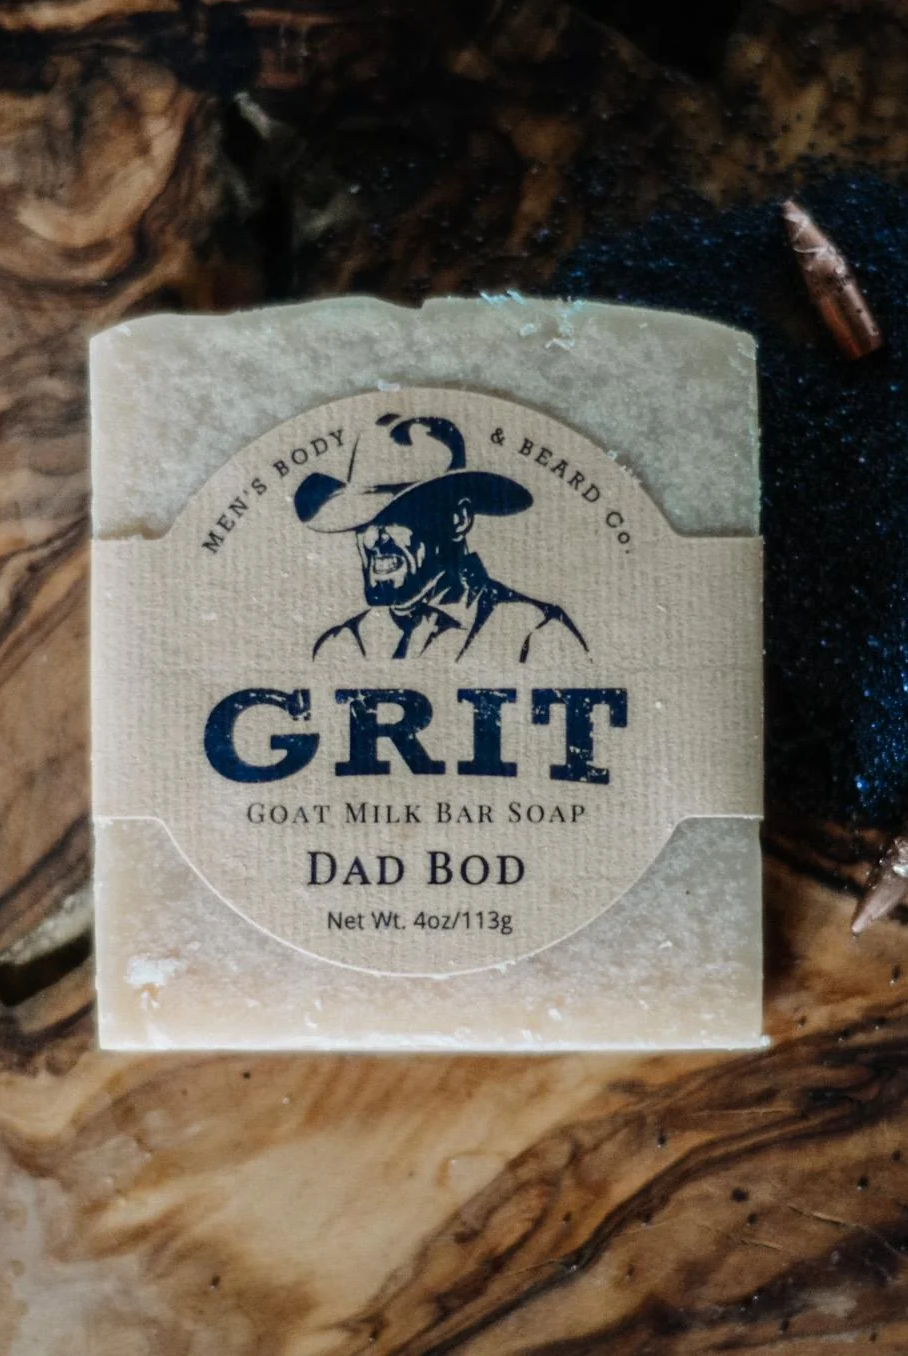 MEN'S BODY & BEARD CO.
GRIT
GOAT MILK BAR SOAP
DAD BOD
Net Wt. 4oz/113g